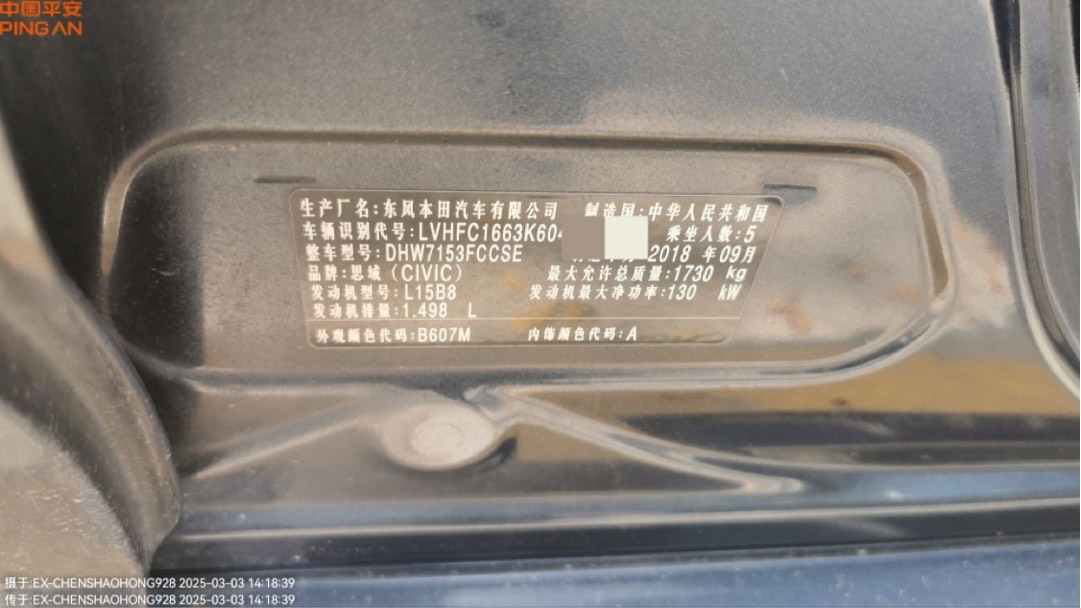 中国平安
PING AN
生产厂名:东风本田汽车有限公司 制造国:中华人民共和国
车辆识别代号:LVHFC1663K604 乘坐人数:5
整车型号:DHW7153FCCSE 2018 年09月
品牌:思域(CIVIC) 最大允许总质量:1730 kg
发动机型号:L15B8 发动机最大净功率:130 kW
发动机排量:1.498 L
外观颜色代码:B607M 内饰颜色代码:A
摄于:EX-CHENSHAOHONG928 2025-03-03 14:18:39
传于:EX-CHENSHAOHONG928 2025-03-03 14:18:39